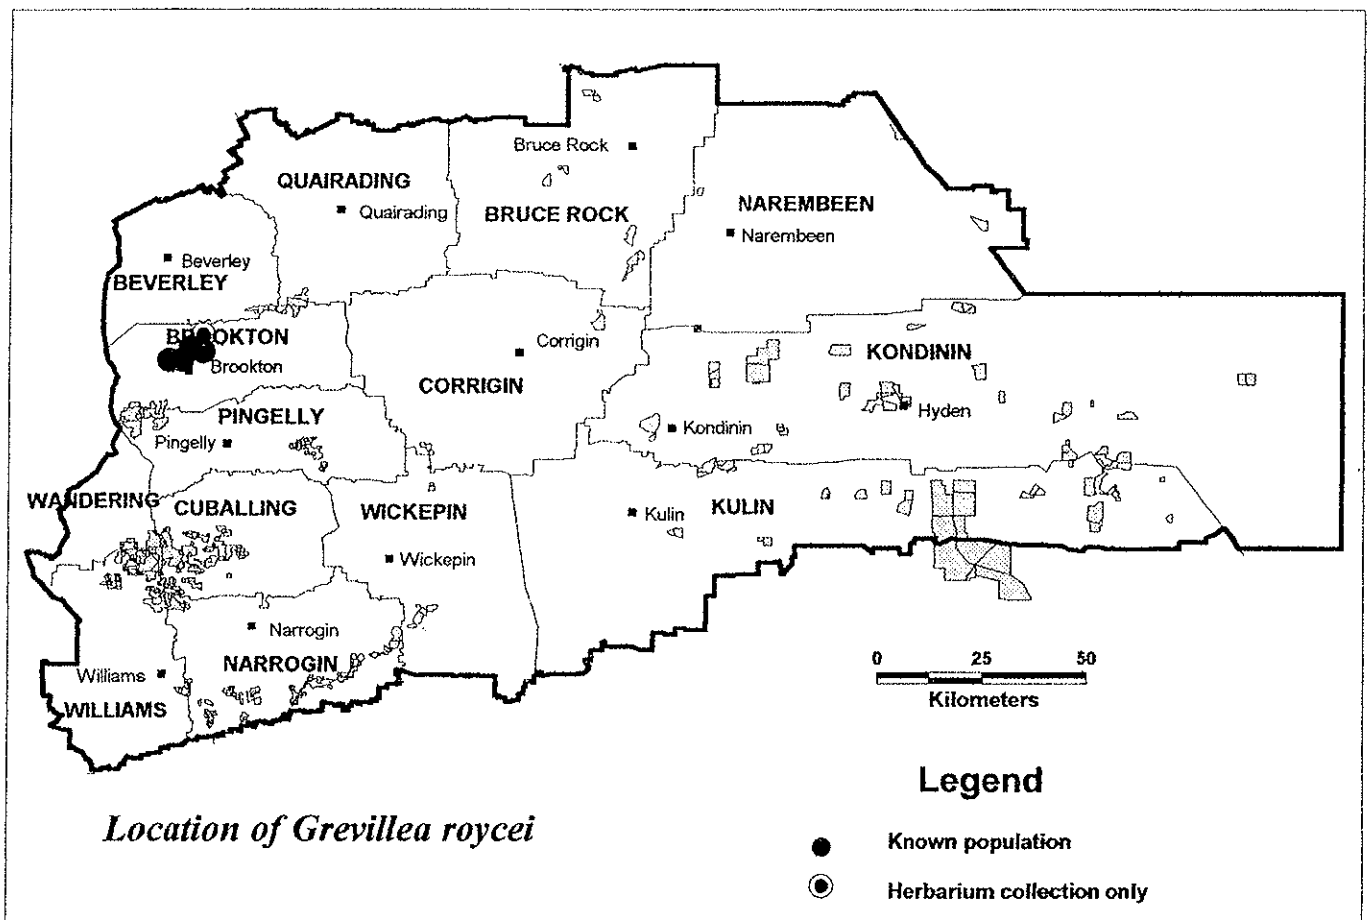 Bruce Rock
QUAIRADING
Quairading
BRUCE ROCK
NAREMBEEN
Narembeen
Beverley
BEVERLEY
BROOKTON
Brookton
Corrigin
CORRIGIN
KONDININ
Hyden
PINGELLY
Pingelly
Kondinin
WANDERING
CUBALLING
WICKEPIN
Kulin
KULIN
Wickepin
Narrogin
NARROGIN
Williams
WILLIAMS
0 25 50
Kilometers
Legend
Location of Grevillea roycei
Known population
Herbarium collection only